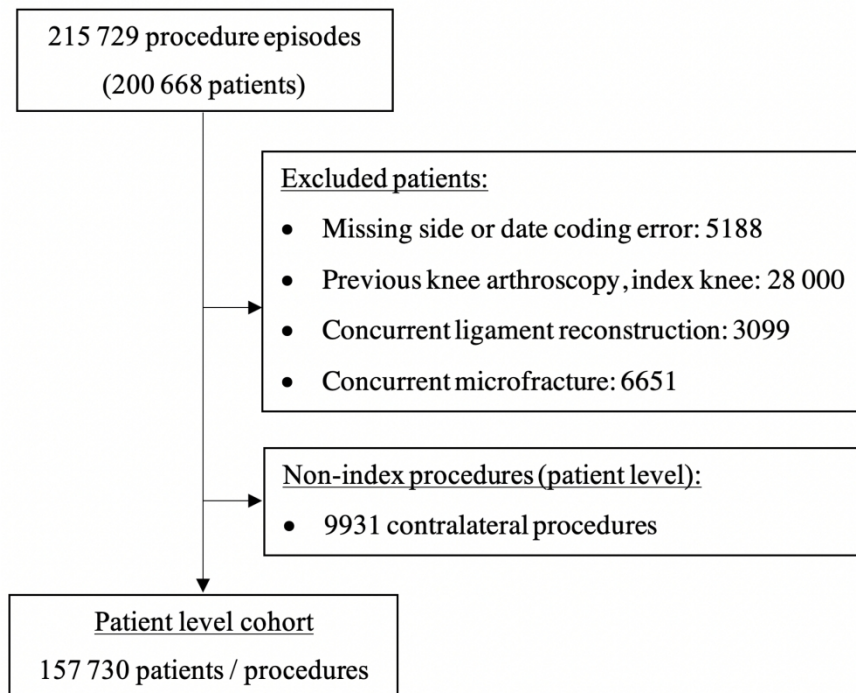 215 729 procedure episodes
(200 668 patients)
Excluded patients:
• Missing side or date coding error: 5188
• Previous knee arthroscopy, index knee: 28 000
• Concurrent ligament reconstruction: 3099
• Concurrent microfracture: 6651
Non-index procedures (patient level):
• 9931 contralateral procedures
Patient level cohort
157 730 patients / procedures